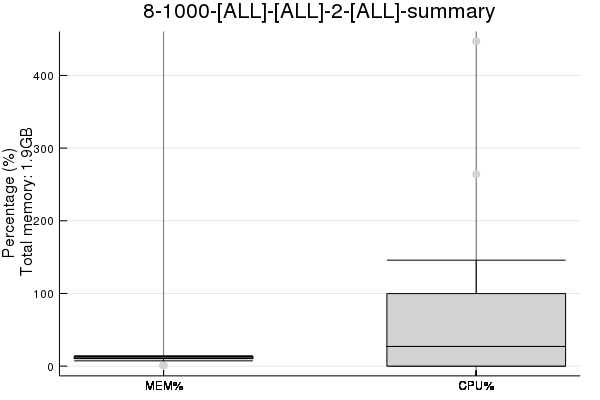 8-1000-[ALL]-[ALL]-2-[ALL]-summary
Percentage (%)
Total memory: 1.9GB
400
300
200
100
0
MEM%
CPU%